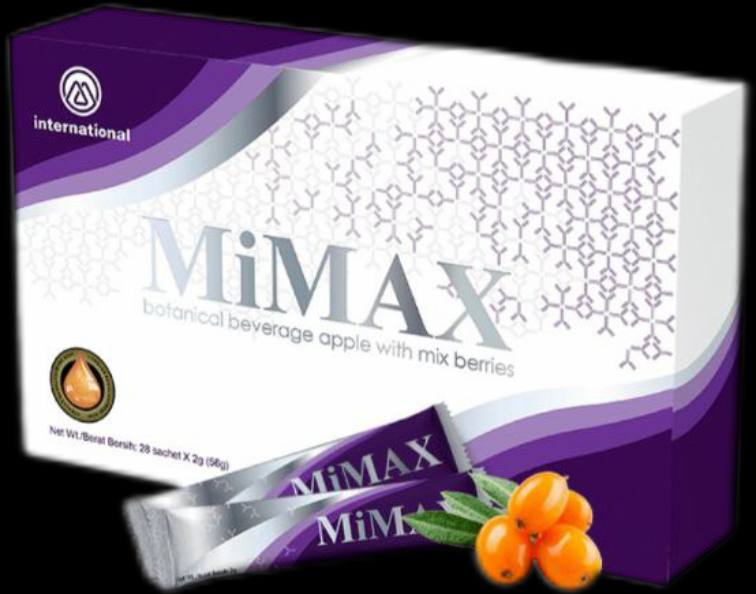 international
MiMAX
botanical beverage apple with mix berries
Net Wt./Berat Bersih: 28 sachet X 2g (56g)
MiMAX
MiMA